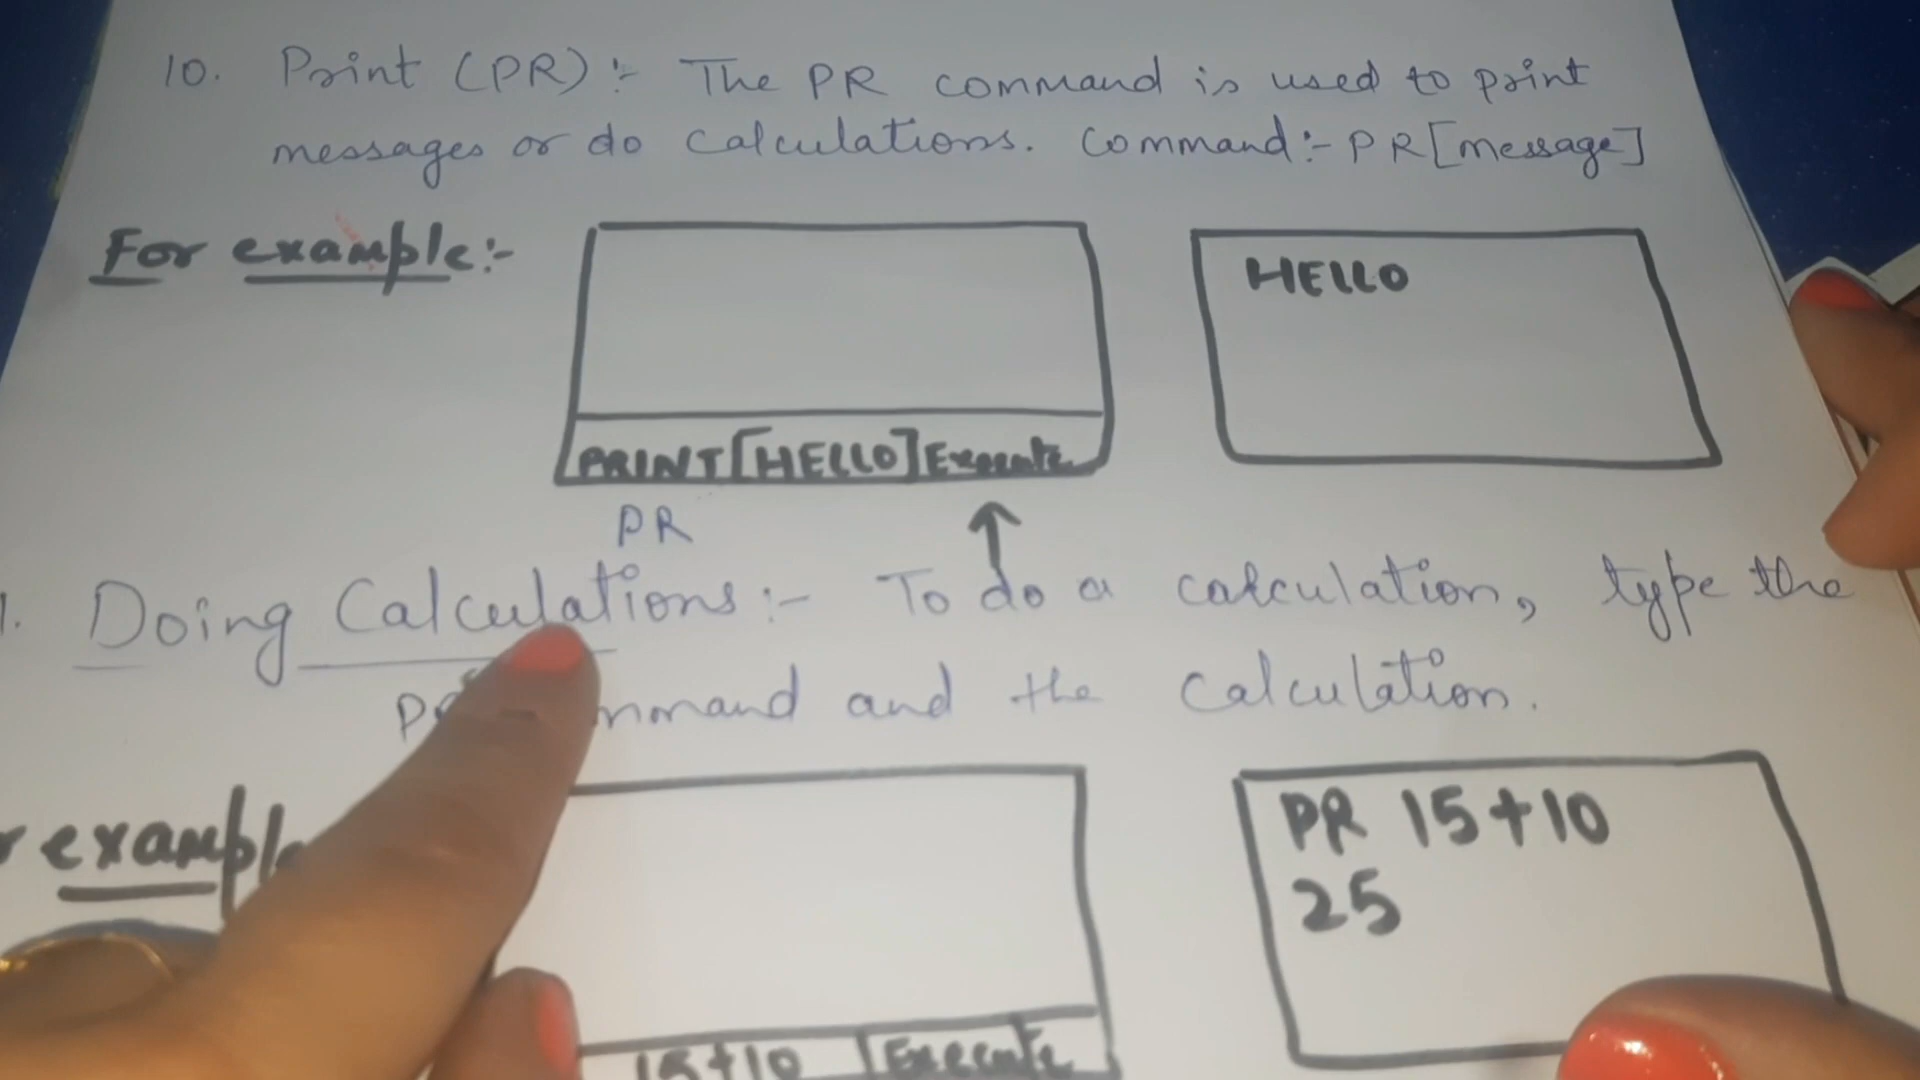 10. Print (PR) :- The PR command is used to print
messages or do calculations. Command:- PR[message]
For example:-
HELLO
PRINT[HELLO] Execute
PR
1. Doing Calculations:- To do a calculation, type the
and the calculation.
example
PR 15+10
25
15+10 Execute